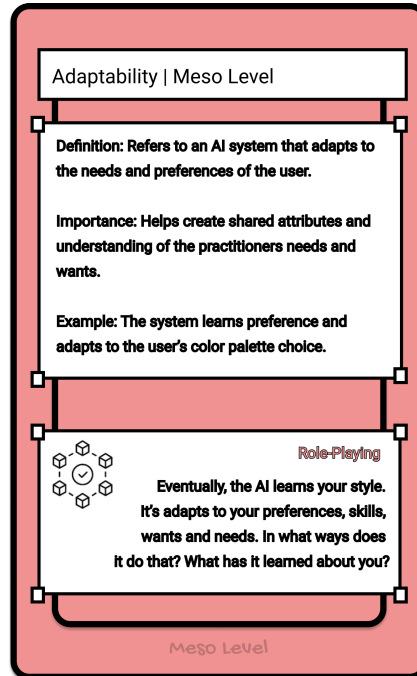 Adaptability | Meso Level
Definition: Refers to an AI system that adapts to
the needs and preferences of the user.
Importance: Helps create shared attributes and
understanding of the practitioners needs and
wants.
Example: The system learns preference and
adapts to the user's color palette choice.
Role-Playing
Eventually, the AI learns your style.
It's adapts to your preferences, skills,
wants and needs. In what ways does
it do that? What has it learned about you?
Meso Level